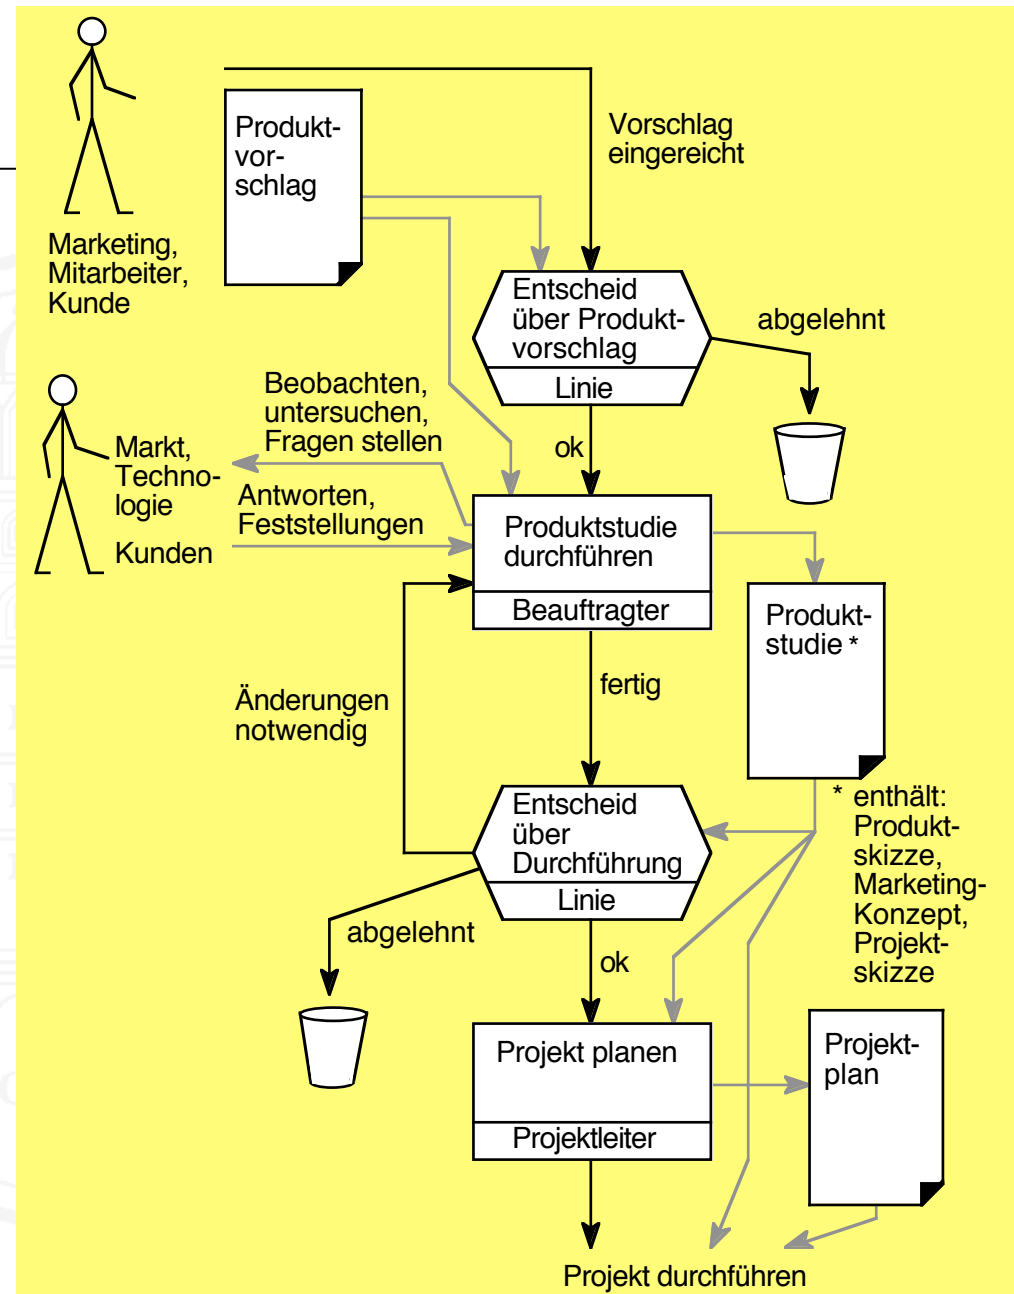 Produkt-
vor-
schlag
Vorschlag
eingereicht
Marketing,
Mitarbeiter,
Kunde
Entscheid
über Produkt-
vorschlag
Linie
abgelehnt
Beobachten,
untersuchen,
Fragen stellen
ok
Markt,
Techno-
logie
Kunden
Antworten,
Feststellungen
Produktstudie
durchführen
Beauftragter
Produkt-
studie *
Änderungen
notwendig
fertig
* enthält:
Produkt-
skizze,
Marketing-
Konzept,
Projekt-
skizze
Entscheid
über
Durchführung
Linie
abgelehnt
ok
Projekt planen
Projektleiter
Projekt-
plan
Projekt durchführen